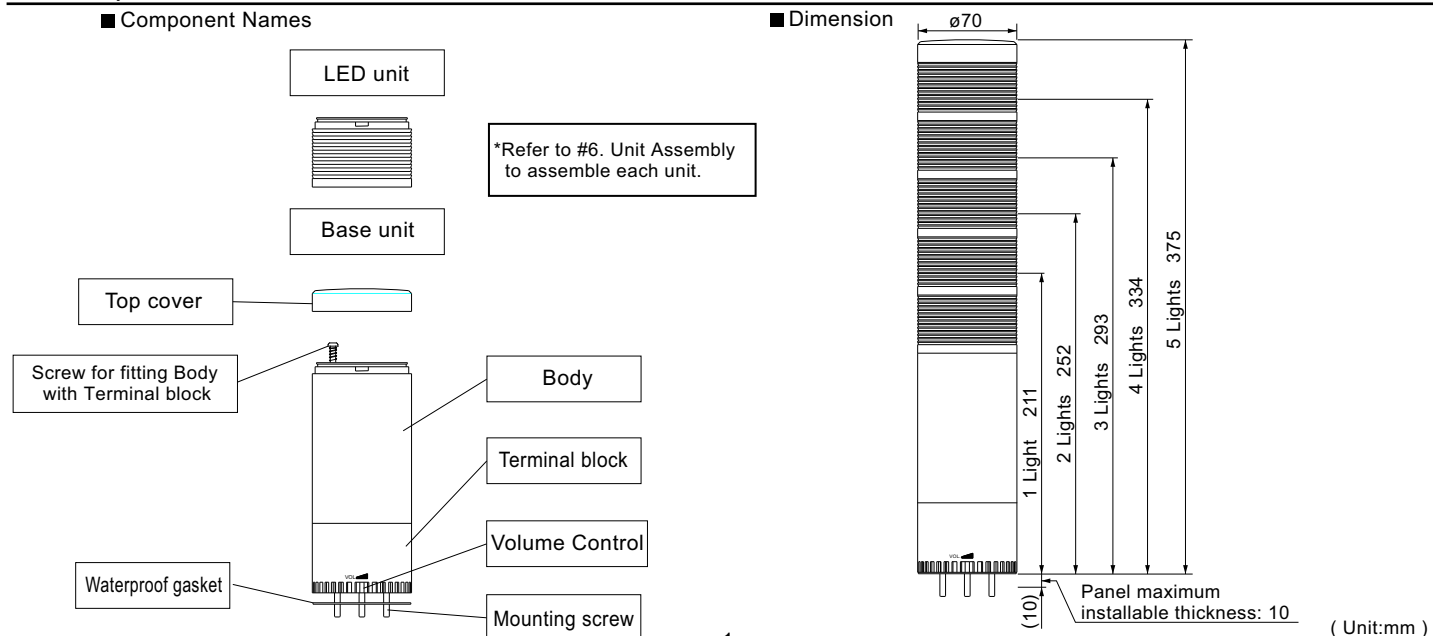 ■ Component Names
LED unit
*Refer to #6. Unit Assembly
to assemble each unit.
Base unit
Top cover
Screw for fitting Body
with Terminal block
Body
Terminal block
VOL
Volume Control
Waterproof gasket
Mounting screw
■ Dimension
ø70
1 Light 211
2 Lights 252
3 Lights 293
4 Lights 334
5 Lights 375
VOL
(10)
Panel maximum
installable thickness: 10
( Unit:mm )